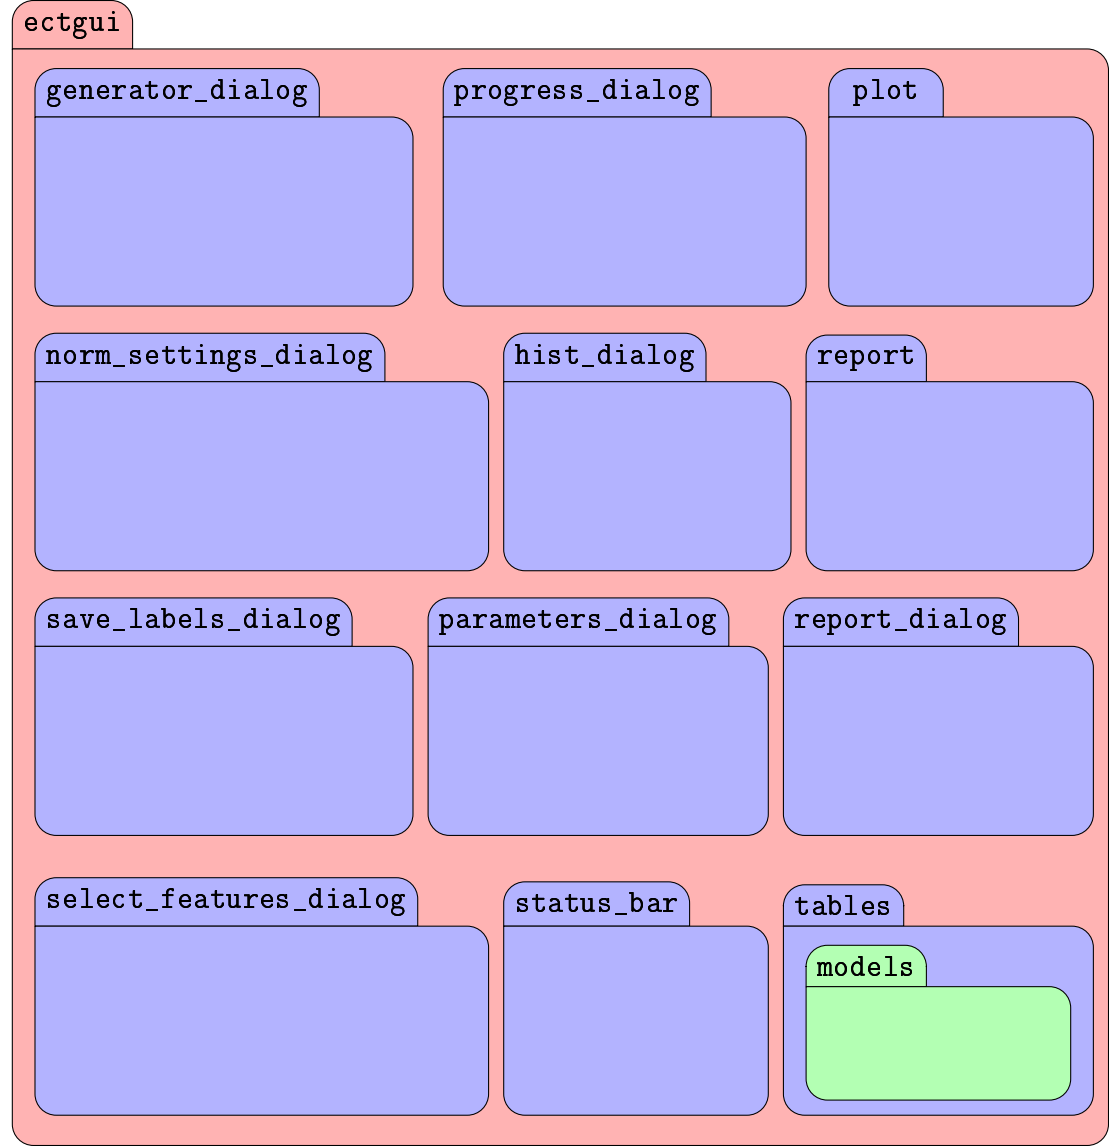 ectgui
generator_dialog
progress_dialog
plot
norm_settings_dialog
hist_dialog
report
save_labels_dialog
parameters_dialog
report_dialog
select_features_dialog
status_bar
tables
models